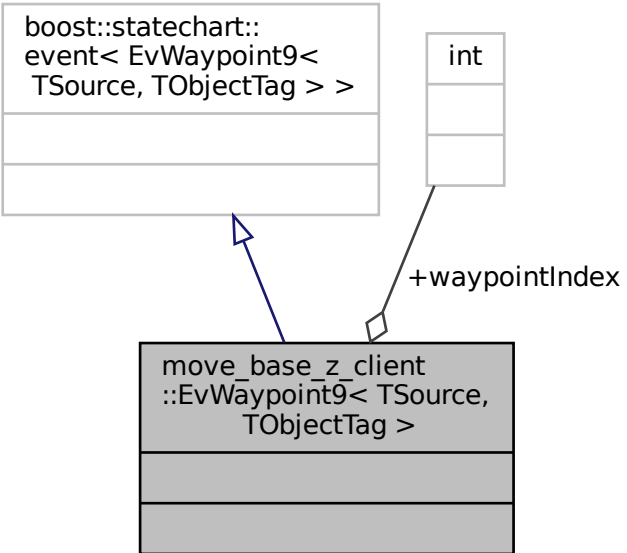 boost::statechart::
event< EvWaypoint9<
TSource, TObjectTag > >
int
+waypointIndex
move_base_z_client
::EvWaypoint9< TSource,
TObjectTag >